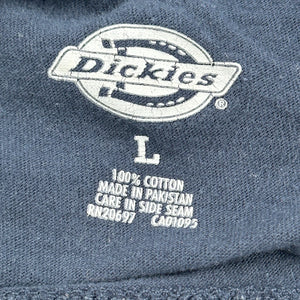 Dickies
®
L
100% COTTON
MADE IN PAKISTAN
CARE IN SIDE SEAM
RN20697 CA01095